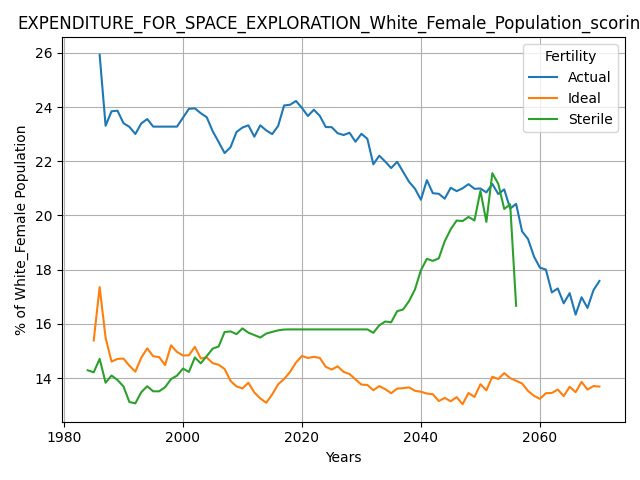 EXPENDITURE_FOR_SPACE_EXPLORATION_White_Female_Population_scorin
26
24
22
20
18
16
14
% of White_Female Population
Fertility
Actual
Ideal
Sterile
1980 2000 2020 2040 2060
Years